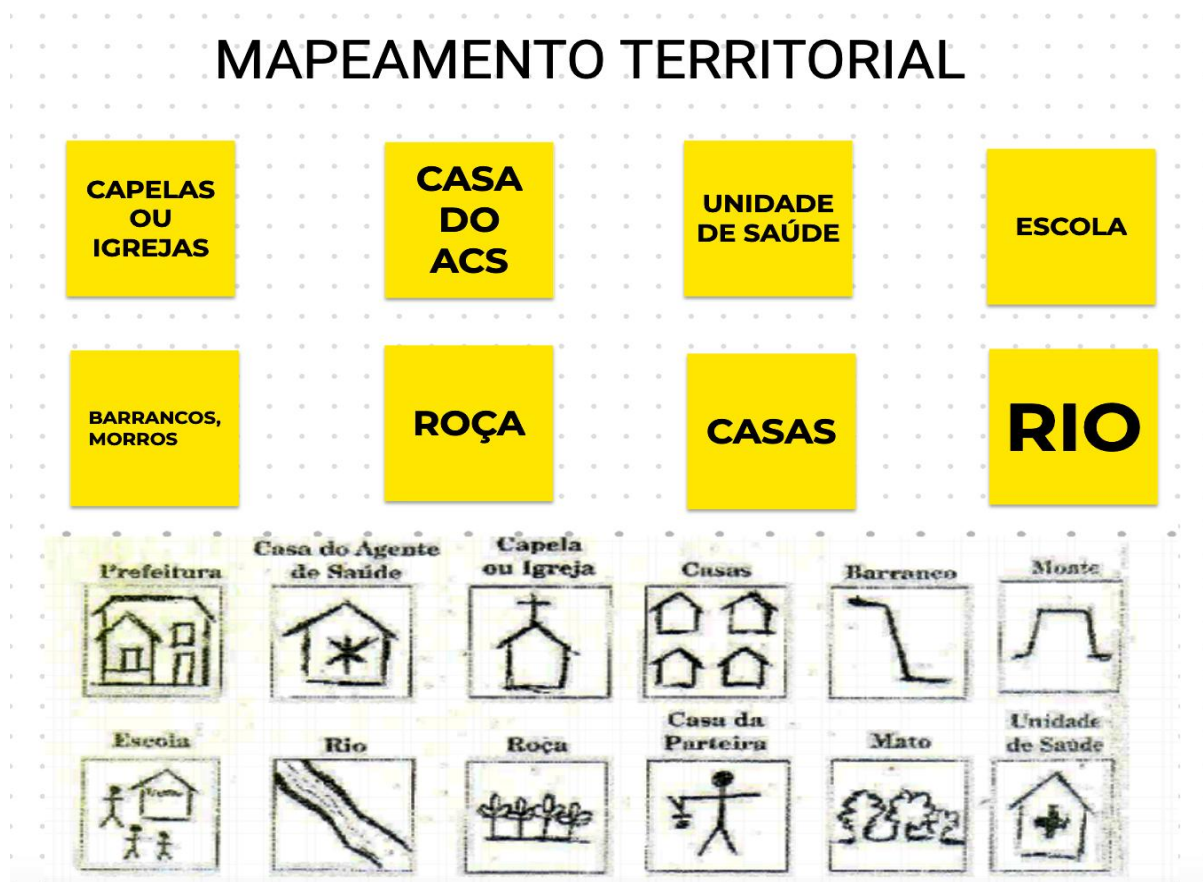 MAPEAMENTO TERRITORIAL
CAPELAS
OU
IGREJAS
CASA
DO
ACS
UNIDADE
DE SAÚDE
ESCOLA
BARRANCOS,
MORROS
ROÇA
CASAS
RIO
Prefeitura
Casa do Agente
de Saúde
Capela
ou Igreja
Casas
Barranco
Monte
Escola
Rio
Roça
Casa da
Parteira
Mato
Unidade
de Saude